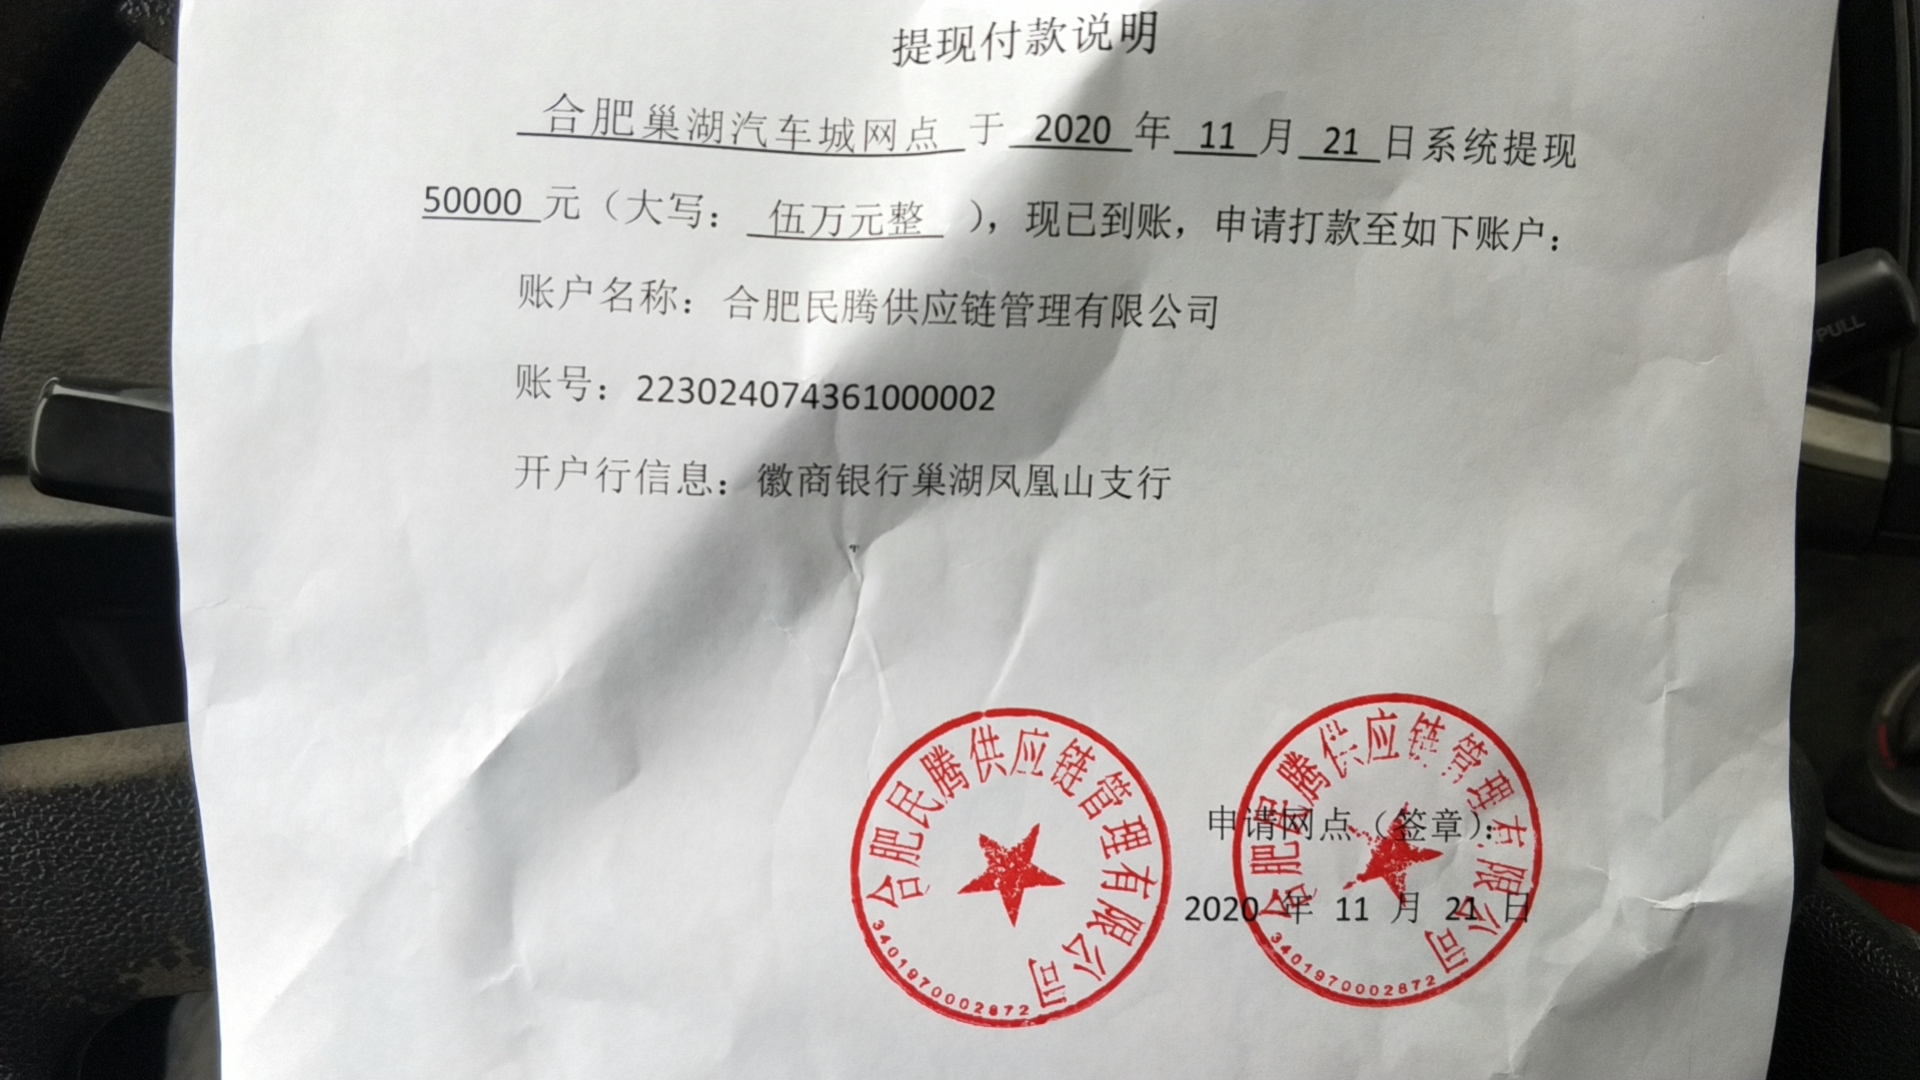 提现付款说明
合肥巢湖汽车城网点 于 2020 年 11 月 21 日系统提现
50000 元（大写： 伍万元整 ），现已到账，申请打款至如下账户：
账户名称：合肥民腾供应链管理有限公司
账号：223024074361000002
开户行信息：徽商银行巢湖凤凰山支行
合肥民腾供应链管理有限公司
3401970002872
申请网点（签章）：
2020 年 11 月 21 日
合肥民腾供应链管理有限公司
3401970002872
PULL